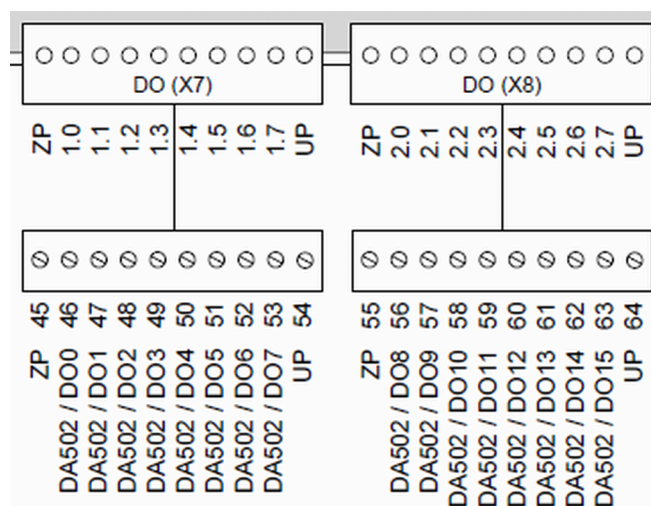 DO (X7)
DO (X8)
ZP 1.0 1.1 1.2 1.3 1.4 1.5 1.6 1.7 UP
ZP 2.0 2.1 2.2 2.3 2.4 2.5 2.6 2.7 UP
45 46 47 48 49 50 51 52 53 54
55 56 57 58 59 60 61 62 63 64
ZP
DA502 / DO0
DA502 / DO1
DA502 / DO2
DA502 / DO3
DA502 / DO4
DA502 / DO5
DA502 / DO6
DA502 / DO7
UP
ZP
DA502 / DO8
DA502 / DO9
DA502 / DO10
DA502 / DO11
DA502 / DO12
DA502 / DO13
DA502 / DO14
DA502 / DO15
UP